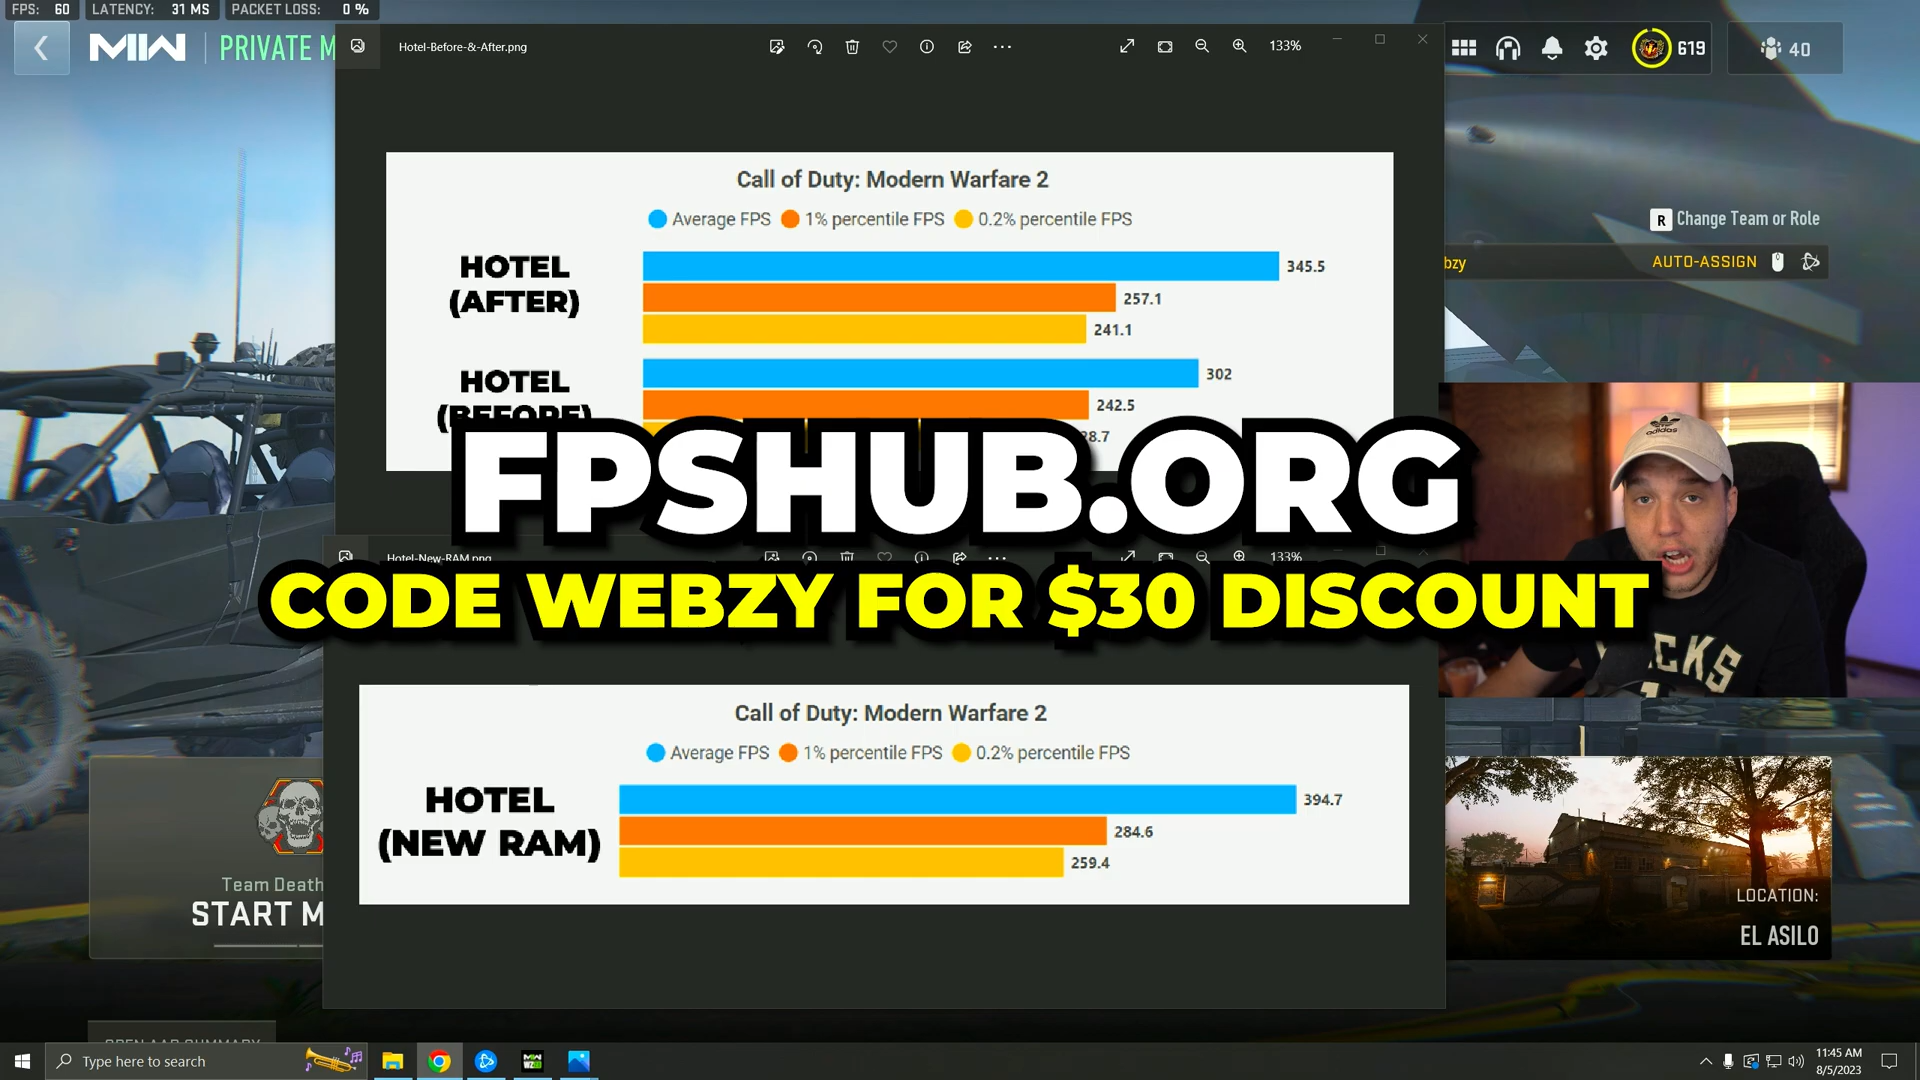 FPS: 60 LATENCY: 31 MS PACKET LOSS: 0 %
MW PRIVATE M
Hotel-Before-&-After.png
133%
619
40
Call of Duty: Modern Warfare 2
Average FPS 1% percentile FPS 0.2% percentile FPS
HOTEL
(AFTER)
345.5
257.1
241.1
HOTEL
(BEFORE)
302
242.5
8.7
R Change Team or Role
bzy AUTO-ASSIGN
adidas
FPSHUB.ORG
Hotel-New-RAM.png
133%
CODE WEBZY FOR $30 DISCOUNT
CKS
Call of Duty: Modern Warfare 2
Average FPS 1% percentile FPS 0.2% percentile FPS
HOTEL
(NEW RAM)
394.7
284.6
259.4
Team Death
START M
LOCATION:
EL ASILO
Type here to search
11:45 AM
8/5/2023